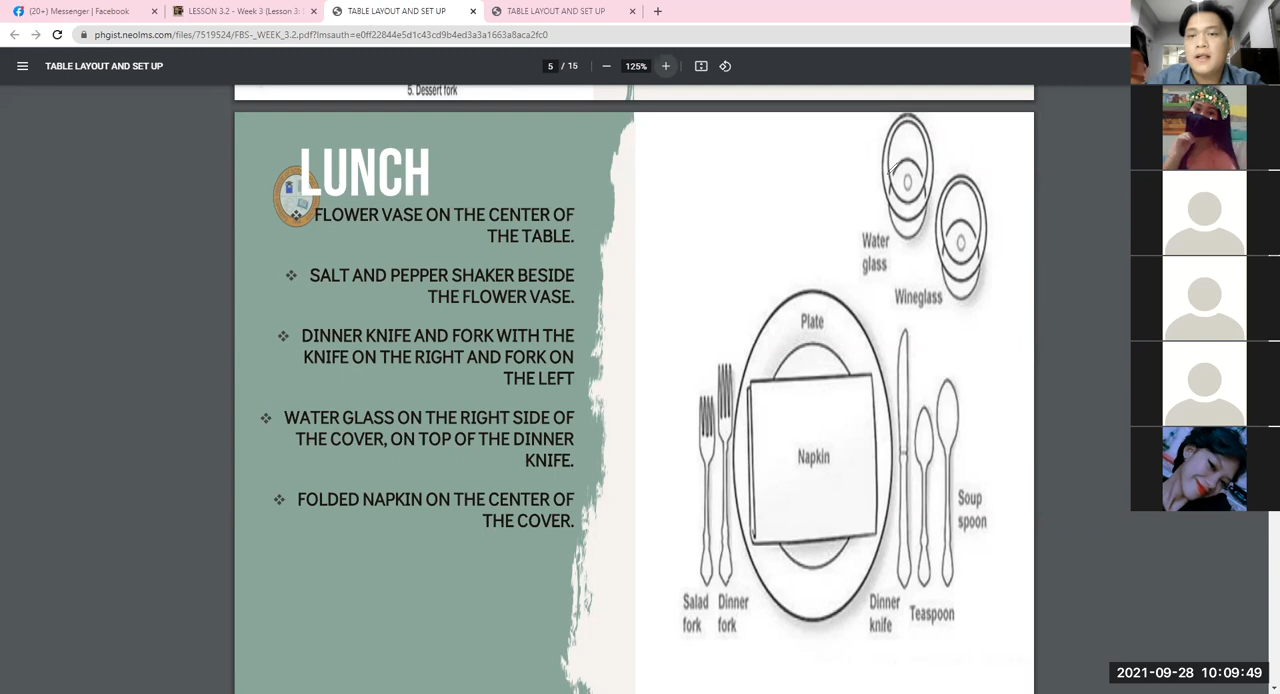 (20+) Messenger | Facebook
LESSON 3.2 - Week 3 (Lesson 3:
TABLE LAYOUT AND SET UP
TABLE LAYOUT AND SET UP
phgist.neolms.com/files/7519524/FBS-_WEEK_3.2.pdf?lmsauth=e0ff22844e5d1c43cd9b4ed3a3a1663a8aca2fc0
TABLE LAYOUT AND SET UP
5 / 15
125%
5. Dessert fork
LUNCH
❖ FLOWER VASE ON THE CENTER OF
THE TABLE.
❖ SALT AND PEPPER SHAKER BESIDE
THE FLOWER VASE.
❖ DINNER KNIFE AND FORK WITH THE
KNIFE ON THE RIGHT AND FORK ON
THE LEFT
❖ WATER GLASS ON THE RIGHT SIDE OF
THE COVER, ON TOP OF THE DINNER
KNIFE.
❖ FOLDED NAPKIN ON THE CENTER OF
THE COVER.
Water
glass
Wineglass
Plate
Napkin
Soup
spoon
Salad
fork
Dinner
fork
Dinner
knife
Teaspoon
2021-09-28 10:09:49